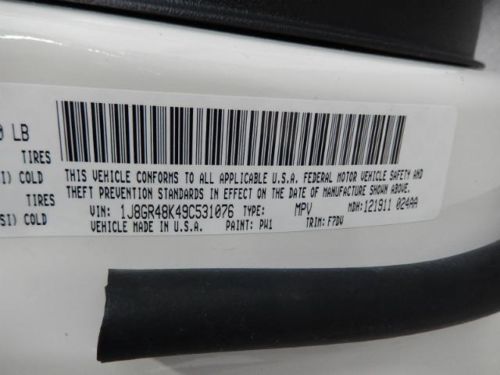 0 LB
TIRES
I) COLD
TIRES
SI) COLD
THIS VEHICLE CONFORMS TO ALL APPLICABLE U.S.A. FEDERAL MOTOR VEHICLE SAFETY AND
THEFT PREVENTION STANDARDS IN EFFECT ON THE DATE OF MANUFACTURE SHOWN ABOVE.
VIN: 1J8GR48K49C531076 TYPE: MPV MDH: 121911 024AA
VEHICLE MADE IN U.S.A. PAINT: PW1 TRIM: F7DV